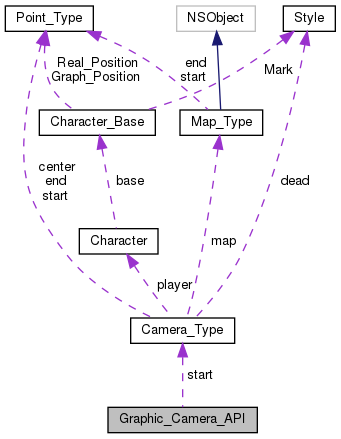 Point_Type
NSObject
Style
Real_Position
Graph_Position
end
start
Mark
Character_Base
Map_Type
center
end
start
base
dead
Character
map
player
Camera_Type
start
Graphic_Camera_API